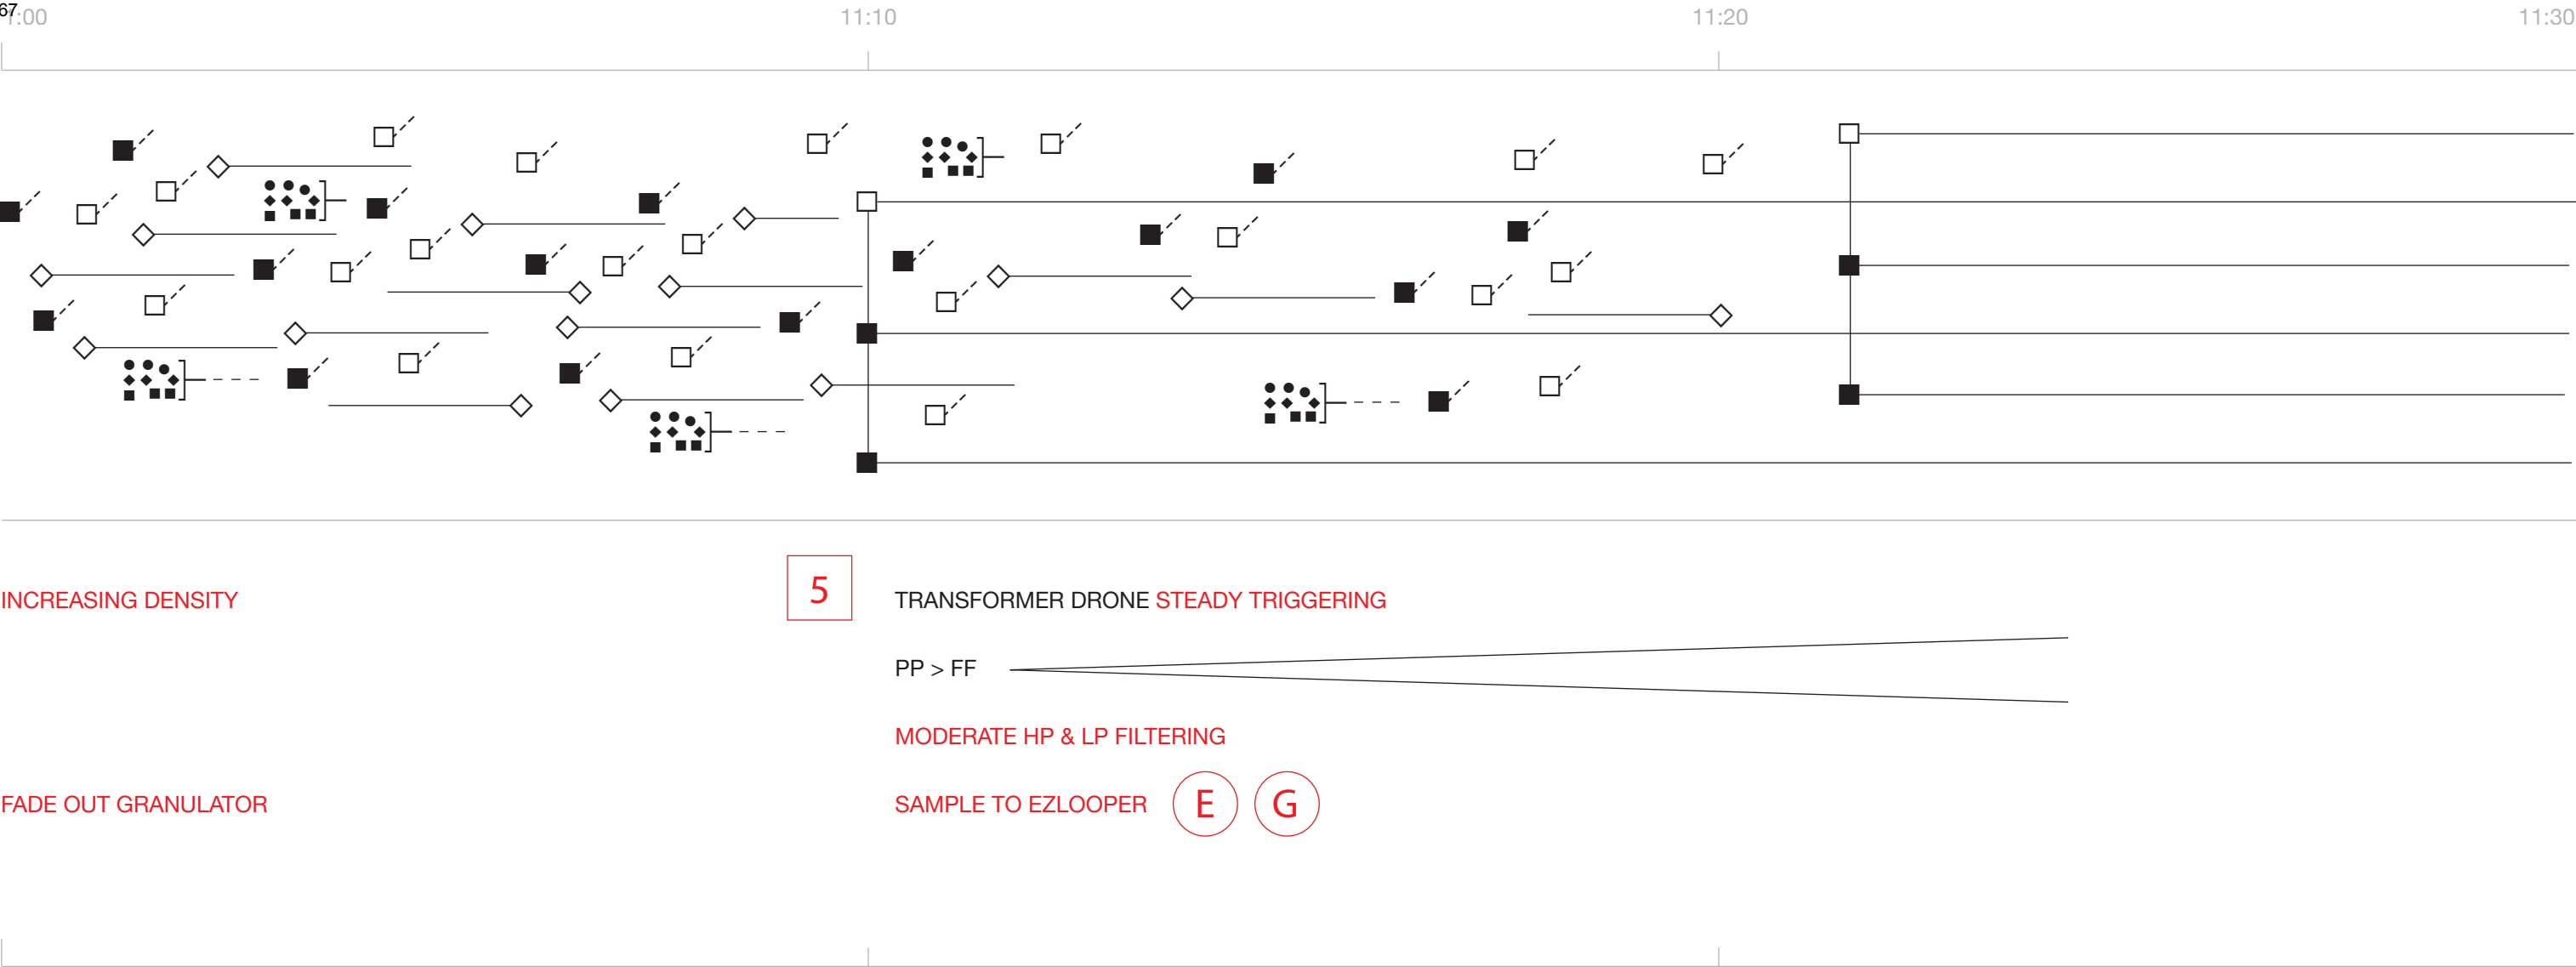 67
1:00 11:10 11:20 11:30
INCREASING DENSITY
5
TRANSFORMER DRONE STEADY TRIGGERING
PP > FF
MODERATE HP & LP FILTERING
FADE OUT GRANULATOR
SAMPLE TO EZLOOPER E G